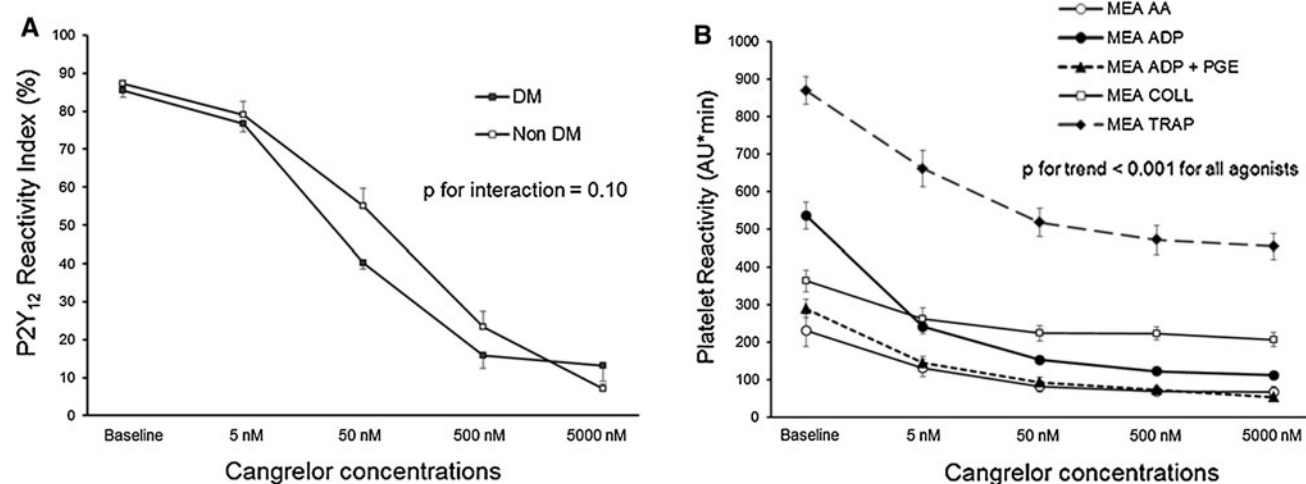 A
P2Y₁₂ Reactivity Index (%)
100
90
80
70
60
50
40
30
20
10
0
DM
Non DM
p for interaction = 0.10
Baseline
5 nM
50 nM
500 nM
5000 nM
Cangrelor concentrations
B
MEA AA
MEA ADP
MEA ADP + PGE
MEA COLL
MEA TRAP
p for trend < 0.001 for all agonists
Platelet Reactivity (AU*min)
1000
900
800
700
600
500
400
300
200
100
0
Baseline
5 nM
50 nM
500 nM
5000 nM
Cangrelor concentrations